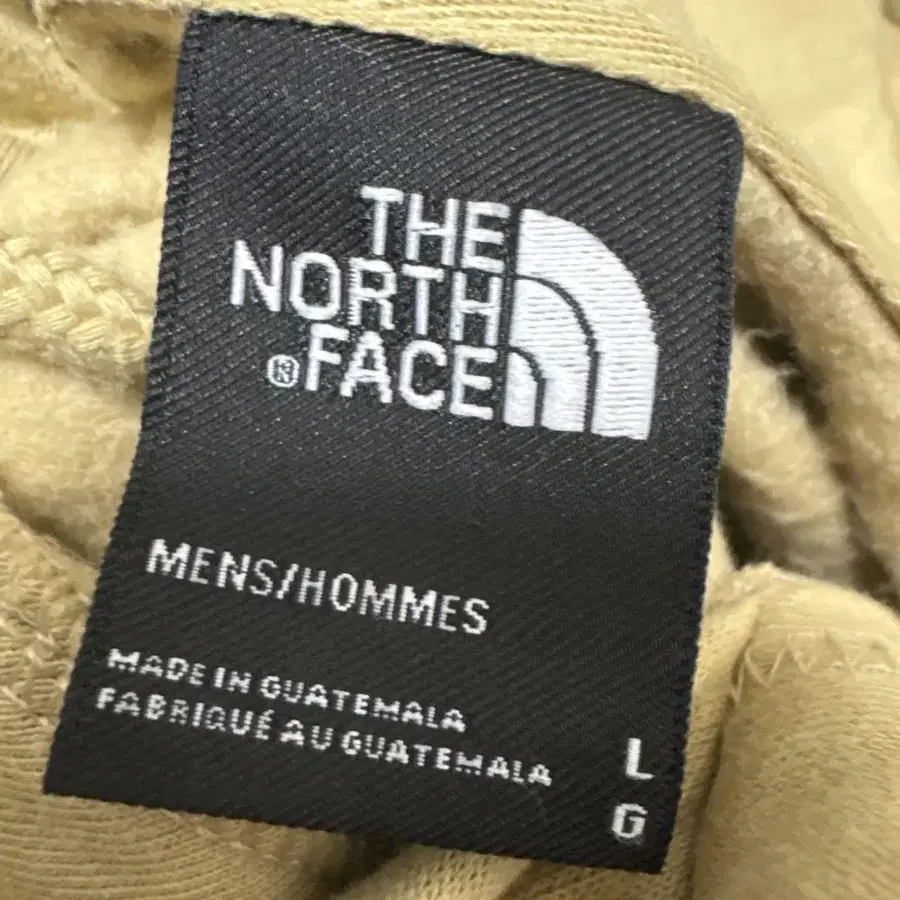 THE
NORTH
®FACE
MENS/HOMMES
MADE IN GUATEMALA
FABRIQUÉ AU GUATEMALA
L
G